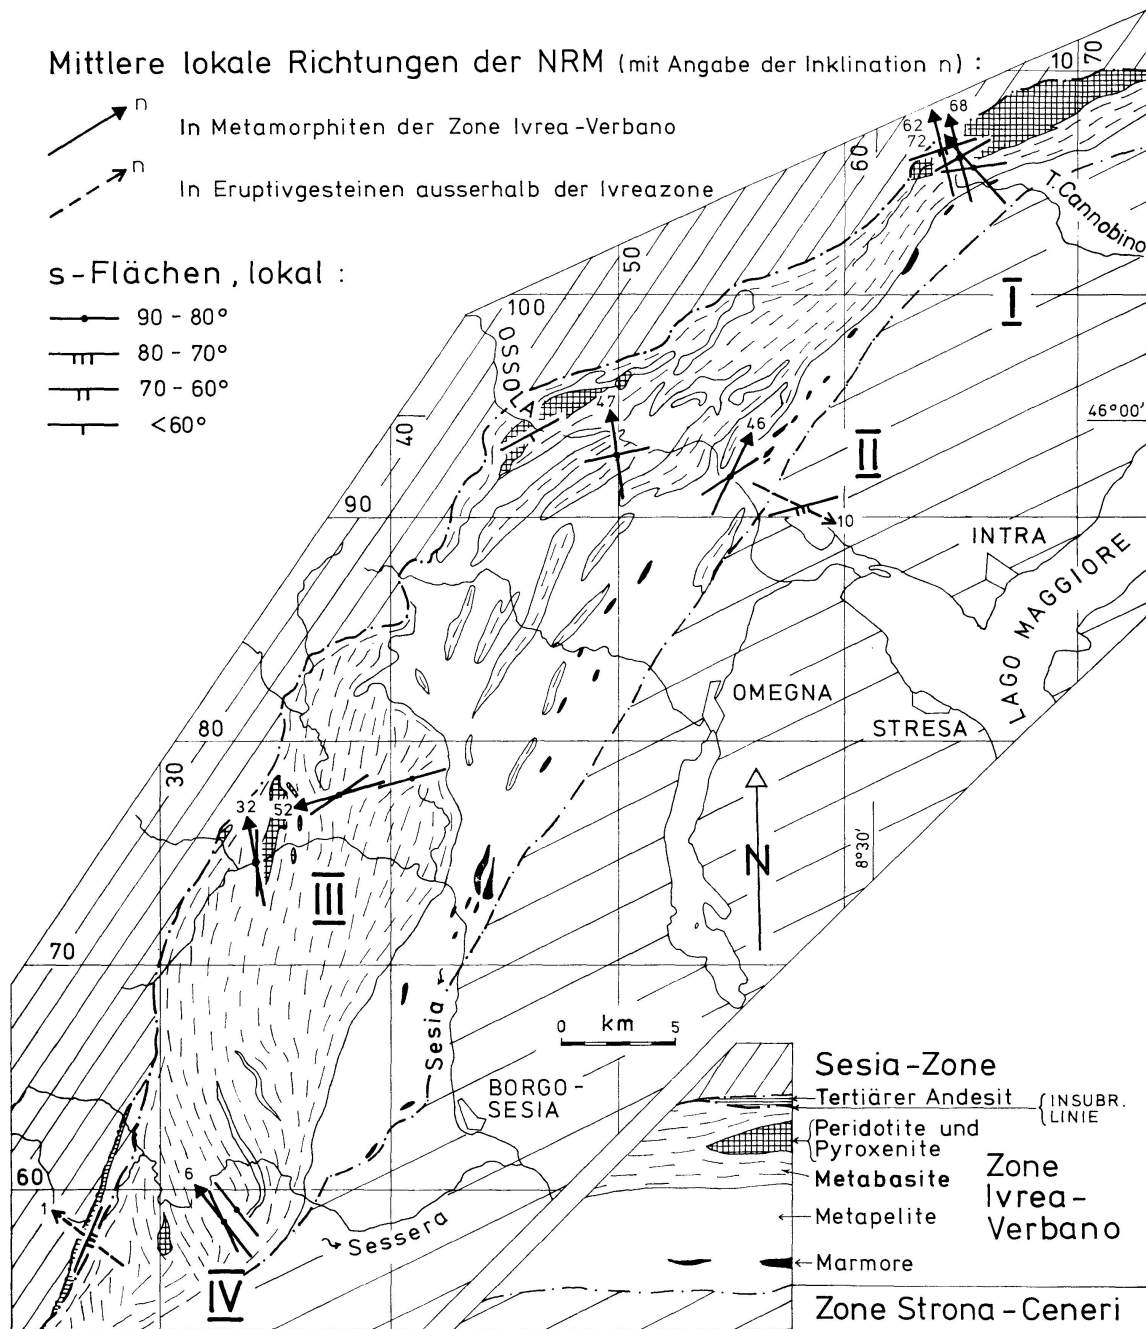 Mittlere lokale Richtungen der NRM (mit Angabe der Inklination n) :
n
In Metamorphiten der Zone Ivrea-Verbano
n
In Eruptivgesteinen ausserhalb der Ivreazone
s-Flächen, lokal :
90 - 80°
80 - 70°
70 - 60°
<60°
10
70
68
62
72
60
T. Cannobino
50
I
100
OSSOLA
47
46
46°00'
40
II
90
10
INTRA
LAGO MAGGIORE
OMEGNA
STRESA
80
30
32
52
N
8°30'
III
70
0 km 5
Sesia
BORGO-
SESIA
60
6
1
Sessera
IV
Sesia-Zone
Tertiärer Andesit
INSUBR.
LINIE
Peridotite und
Pyroxenite
Metabasite
Zone
Ivrea-
Verbano
Metapelite
Marmore
Zone Strona-Ceneri